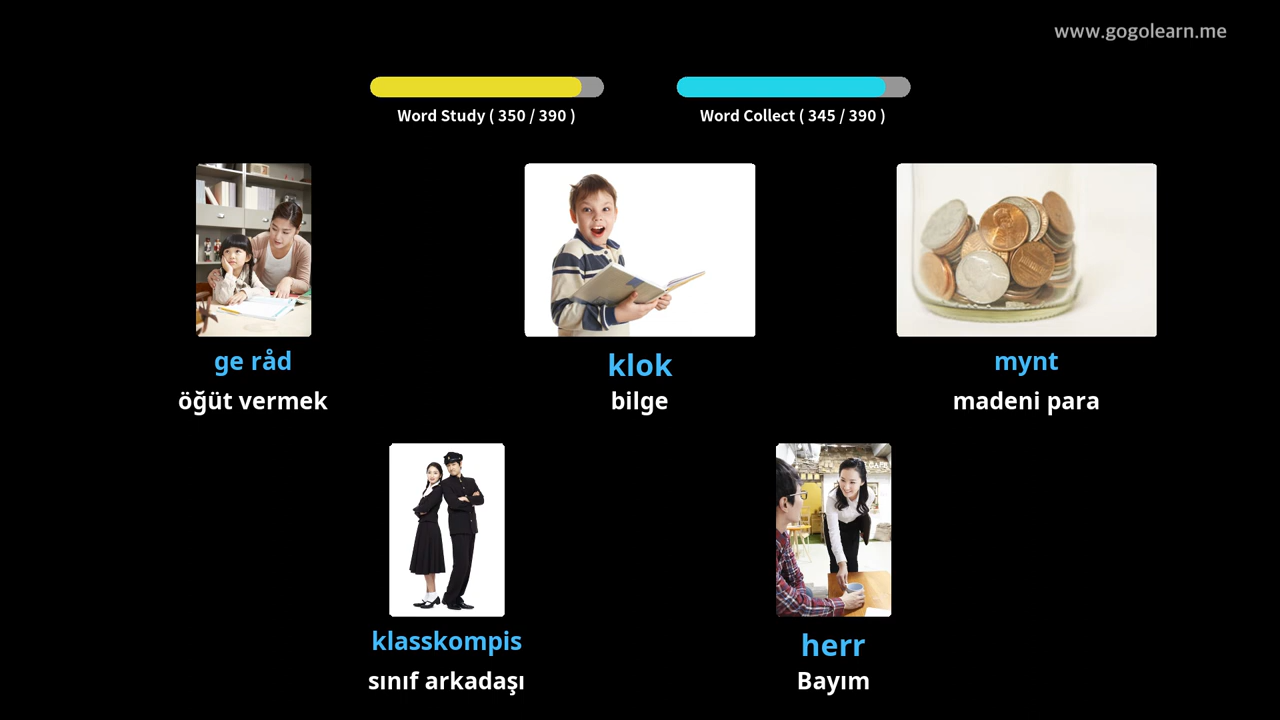 www.gogolearn.me
Word Study ( 350 / 390 )
Word Collect ( 345 / 390 )
ge råd
öğüt vermek
klok
bilge
mynt
madeni para
klasskompis
sınıf arkadaşı
herr
Bayım